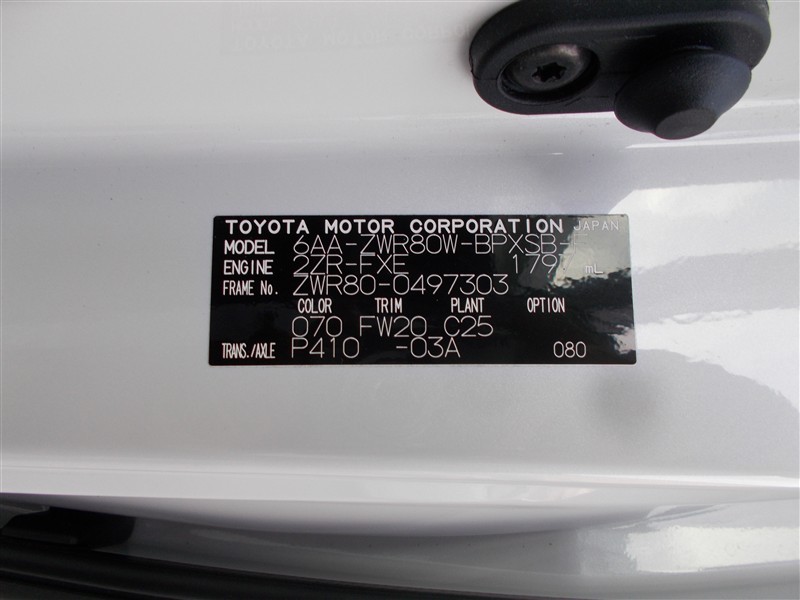 TOYOTA MOTOR CORPORATION JAPAN
MODEL 6AA-ZWR80W-BPXSB-
ENGINE 2ZR-FXE 1797 mL
FRAME No. ZWR80-0497303
COLOR TRIM PLANT OPTION
070 FW20 C25
TRANS./AXLE P410 -03A 080